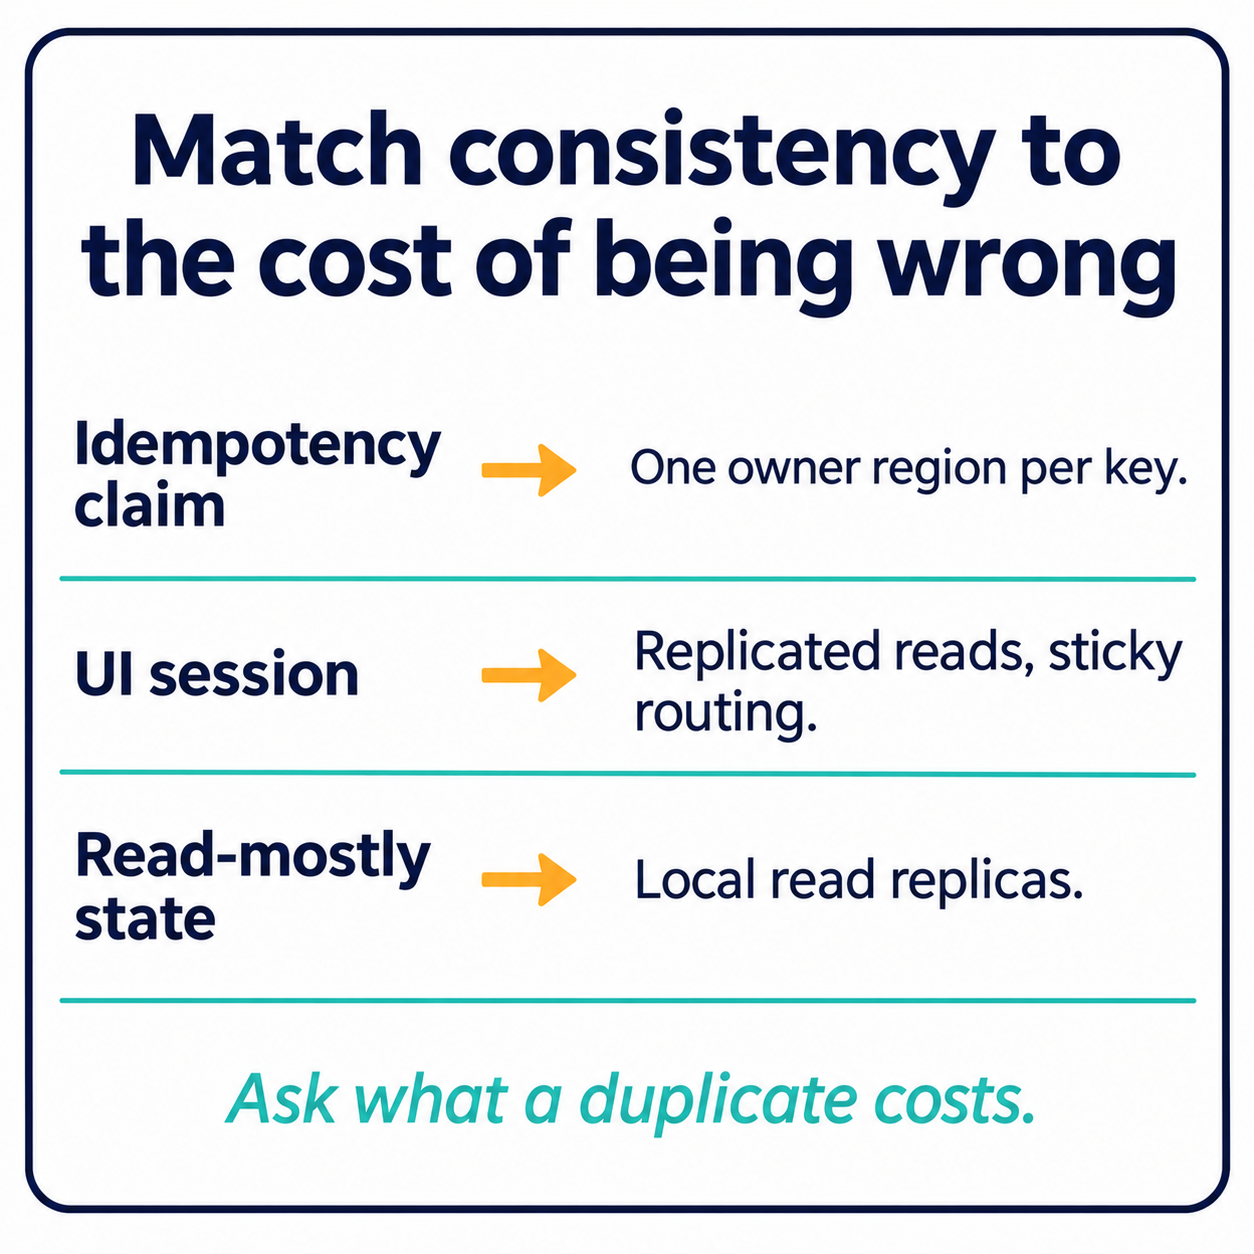 Match consistency to
the cost of being wrong
Idempotency
claim
One owner region per key.
UI session
Replicated reads, sticky
routing.
Read-mostly
state
Local read replicas.
Ask what a duplicate costs.